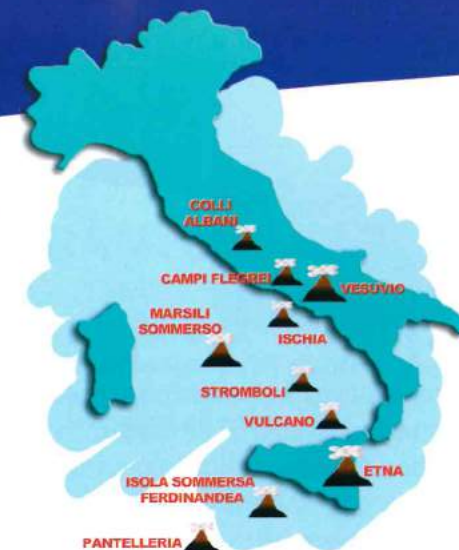 COLLI
ALBANI
CAMPI FLEGREI
VESUVIO
MARSILI
SOMMERSO
ISCHIA
STROMBOLI
VULCANO
ETNA
ISOLA SOMMERSA
FERDINANDEA
PANTELLERIA